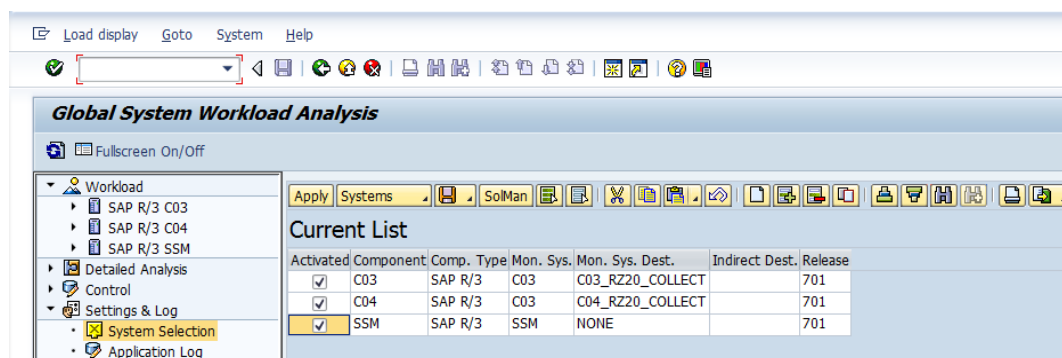 Load display Goto System Help
Global System Workload Analysis
Fullscreen On/Off
Workload
SAP R/3 C03
SAP R/3 C04
SAP R/3 SSM
Detailed Analysis
Control
Settings & Log
System Selection
Application Log
Apply Systems SolMan
Current List
Activated Component Comp. Type Mon. Sys. Mon. Sys. Dest. Indirect Dest. Release
C03 SAP R/3 C03 C03_RZ20_COLLECT 701
C04 SAP R/3 C03 C04_RZ20_COLLECT 701
SSM SAP R/3 SSM NONE 701